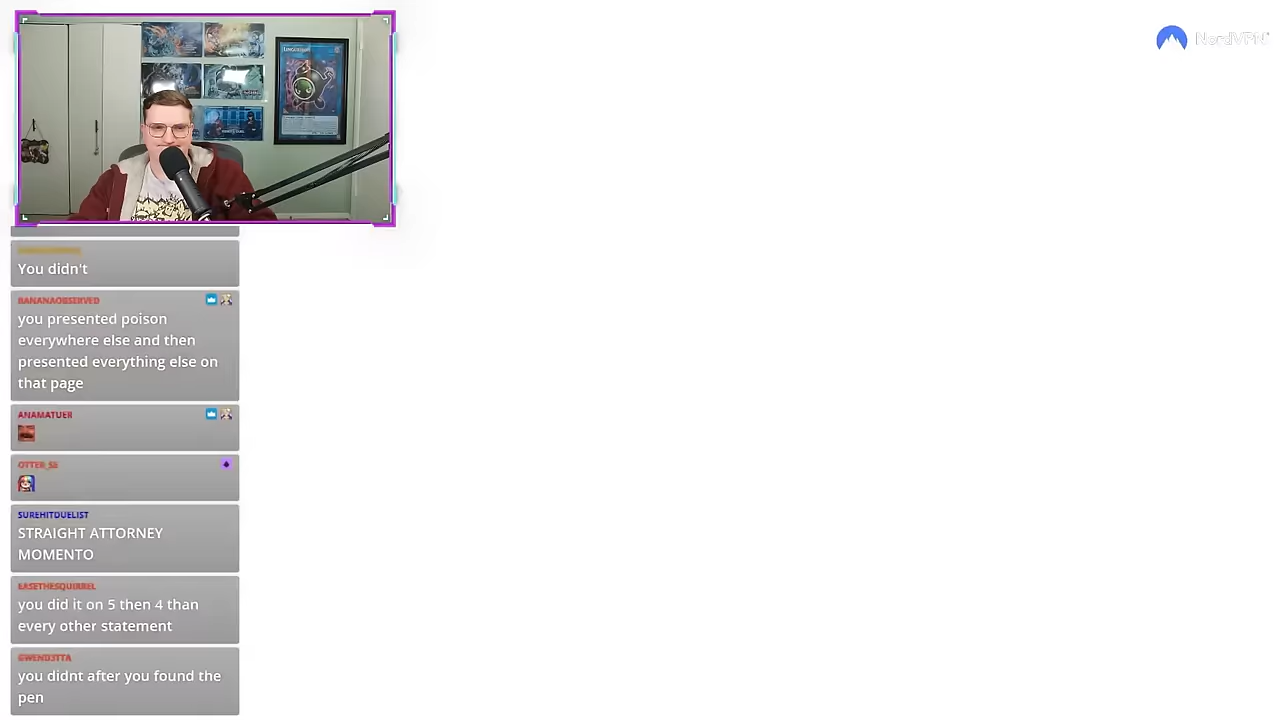 NordVPN
You didn't
BANANAOBSERVED
you presented poison
everywhere else and then
presented everything else on
that page
ANAMATUER
OTTER_SE
SUREHITDUELIST
STRAIGHT ATTORNEY
MOMENTO
EASETHESQUIRREL
you did it on 5 then 4 than
every other statement
GWEND3TTA
you didnt after you found the
pen